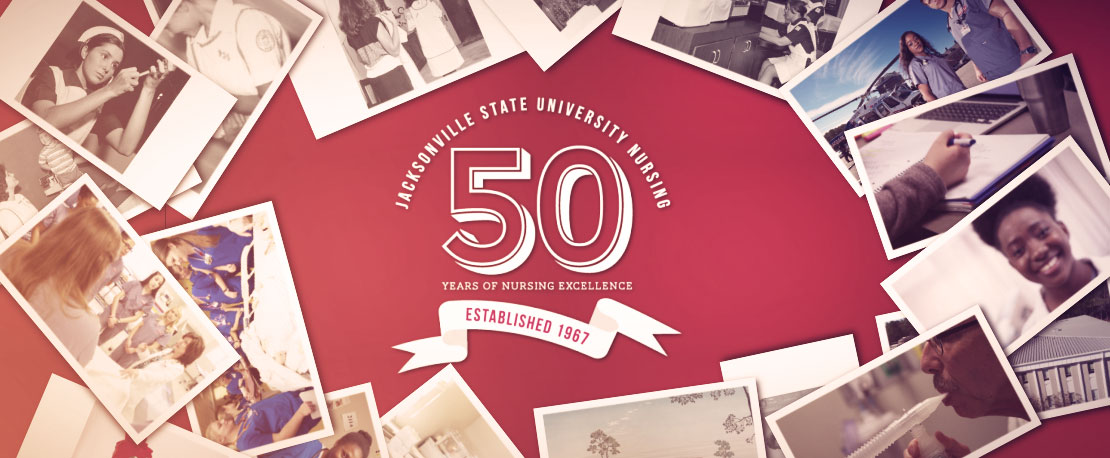 JACKSONVILLE STATE UNIVERSITY NURSING
50
YEARS OF NURSING EXCELLENCE
ESTABLISHED 1967